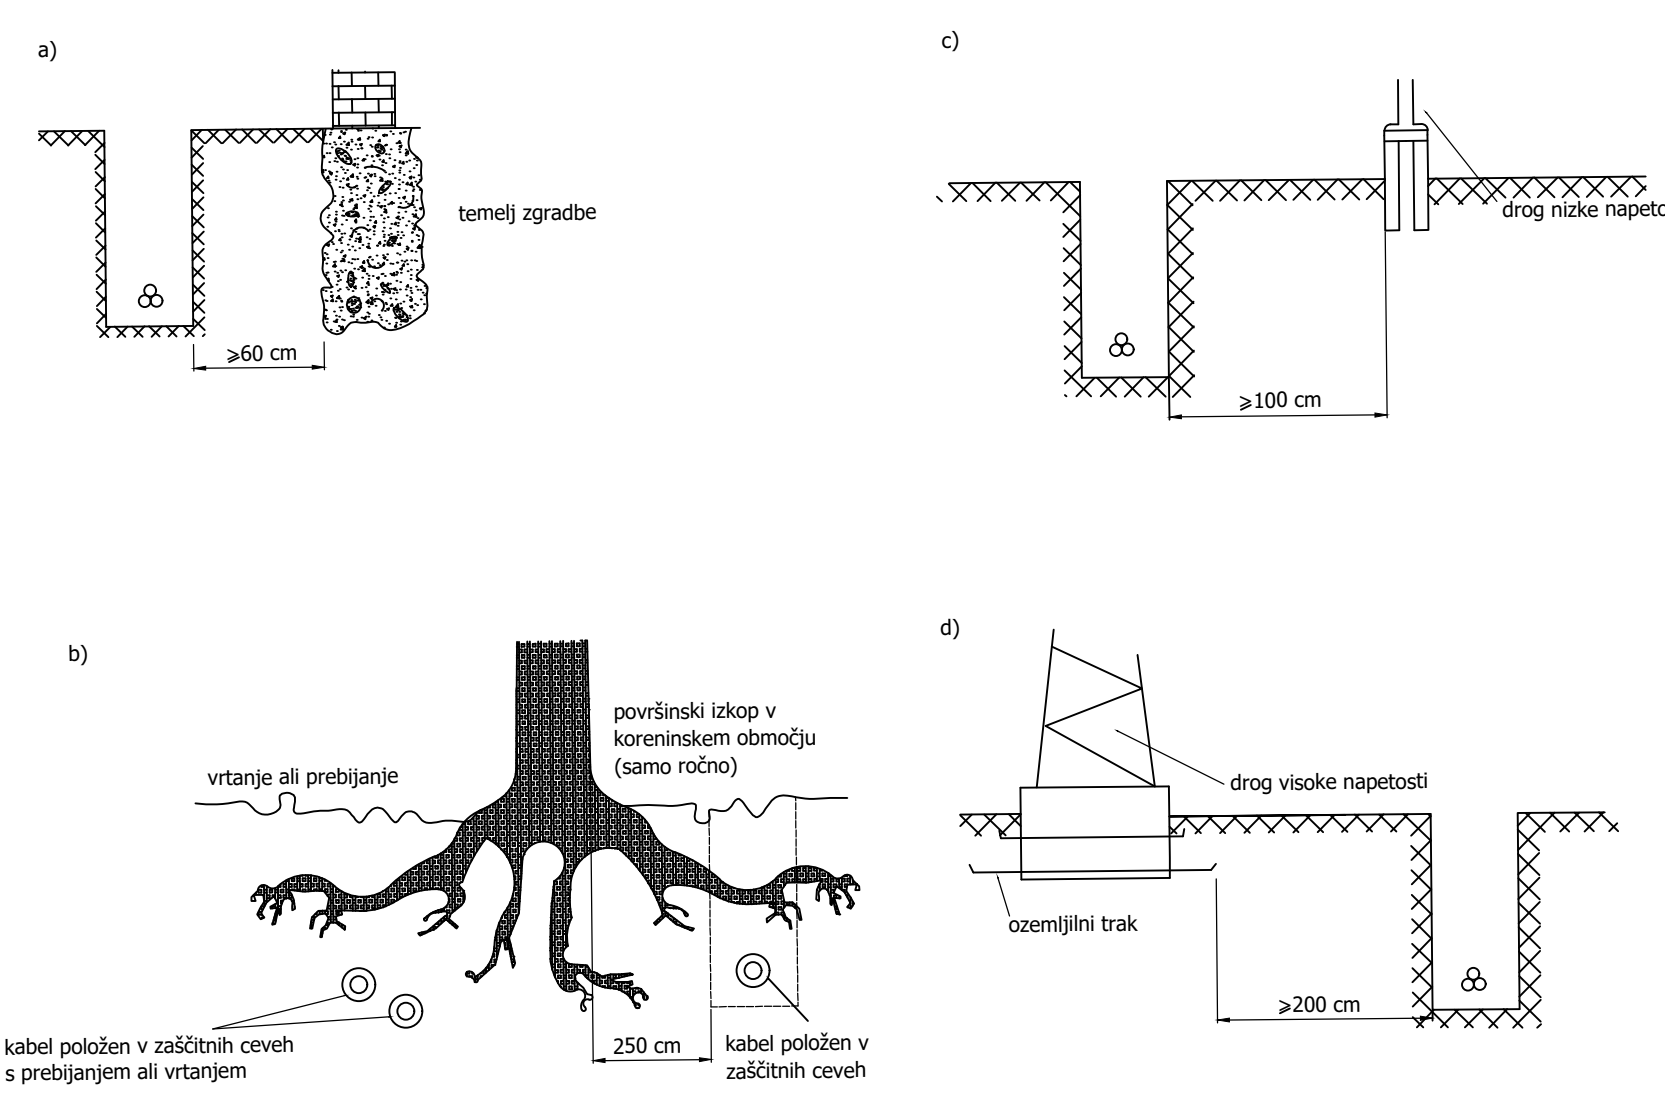 a)
temelj zgradbe
⩾60 cm
c)
drog nizke
⩾100 cm
b)
površinski izkop v
koreninskem območju
(samo ročno)
vrtanje ali prebijanje
kabel položen v zaščitnih ceveh
s prebijanjem ali vrtanjem
250 cm
kabel položen v
zaščitnih ceveh
d)
drog visoke napetosti
ozemljilni trak
⩾200 cm